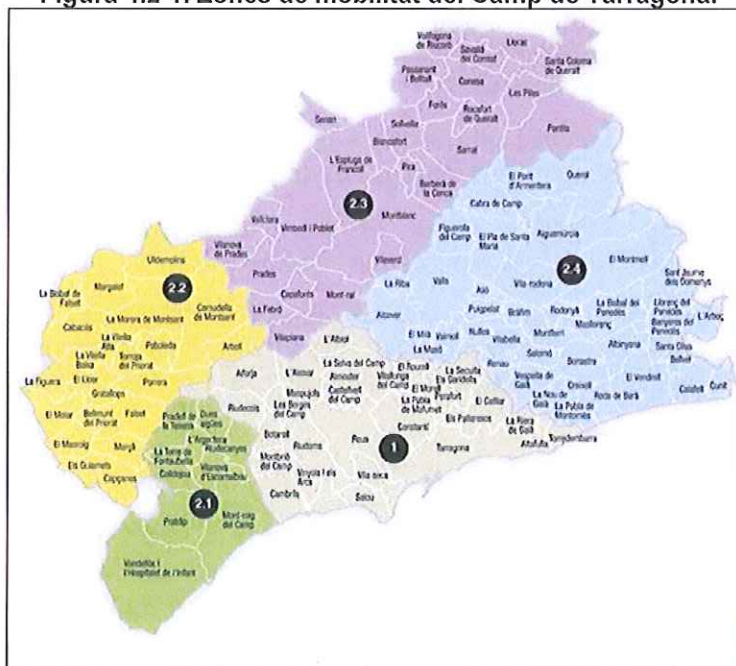 Figura 4.2-1. Zones de mobilitat del Camp de Tarragona.
Vallfogona
de Riucorb
Llorac
Savallà
del Comtat
Santa Coloma
de Queralt
Passanant
i Belltall
Conesa
Les Piles
Forès
Rocafort
de Queralt
Senan
Solivella
Blancafort
Pontils
Sarral
L'Espluga de
Francolí
Pira
Barberà de
la Conca
El Pont
d'Armentera
Querol
2.3
Cabra de Camp
Vallclara
Vimbodí i Poblet
Montblanc
Vilanova
de Prades
Figuerola
del Camp
El Pla de Santa
Maria
Aiguamúrcia
Vilaverd
2.4
El Montmell
Ulldemolins
Prades
2.2
Capafonts
Mont-ral
La Riba
Valls
Alió
Vila-rodona
Sant Jaume
dels Domenys
Margalef
La Bisbal de
Falset
Cornudella
de Montsant
La Febró
Alcover
Puigpelat
Bràfim
Rodonyà
La Bisbal del
Penedès
Llorenç del
Penedès
L'Arboç
La Morera de Montsant
Cabacés
Masllorenç
Banyeres del
Penedès
Vilaplana
L'Albiol
El Milà
Vallmoll
Nulles
Vilabella
Montferri
Albinyana
Santa Oliva
La Vilella
Alta
Poboleda
Arbolí
La Masó
Salomó
Bellvei
La Vilella
Baixa
Torroja
del Priorat
La Selva del Camp
El Rourell
La Secuita
Renau
Bonastre
Alforja
L'Aleixar
Almoster
Vilallonga
del Camp
Els Garidells
Vespella de
Gaià
El Vendrell
La Figuera
El Lloar
Porrera
Maspujols
Castellvell
del Camp
El Morell
Perafort
Creixell
Cunit
Gratallops
La Pobla
de Mafumet
La Nou de
Gaià
Roda de Berà
Calafell
Les Borges
del Camp
El Catllar
La Pobla de
Montornès
Riudecols
Els Pallaresos
El Molar
Bellmunt
del Priorat
Falset
Pradell de
la Teixeta
Duesaigües
Constantí
La Riera
de Gaià
Botarell
Reus
El Masroig
L'Argentera
Riudoms
1
Tarragona
Altafulla
Torredembarra
Marçà
Riudecanyes
Montbrió
del Camp
La Torre de
Fontaubella
Els Guiamets
Colldejou
Vilanova
d'Escornalbou
Vinyols i els
Arcs
Vila-seca
Capçanes
Cambrils
Salou
2.1
Pratdip
Mont-roig
del Camp
Vandellòs i
l'Hospitalet de l'Infant